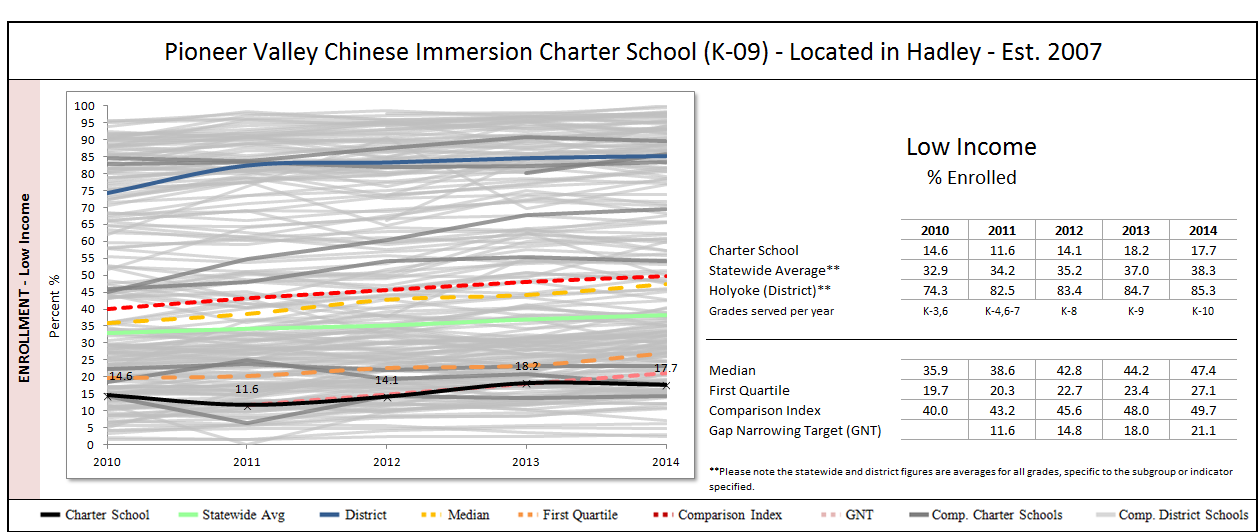 Pioneer Valley Chinese Immersion Charter School (K-09) - Located in Hadley - Est. 2007
ENROLLMENT - Low Income
Percent %
100
95
90
85
80
75
70
65
60
55
50
45
40
35
30
25
20
15
10
5
0
14.6
11.6
14.1
18.2
17.7
2010 2011 2012 2013 2014
Low Income
% Enrolled
2010 2011 2012 2013 2014
Charter School 14.6 11.6 14.1 18.2 17.7
Statewide Average** 32.9 34.2 35.2 37.0 38.3
Holyoke (District)** 74.3 82.5 83.4 84.7 85.3
Grades served per year K-3,6 K-4,6-7 K-8 K-9 K-10
Median 35.9 38.6 42.8 44.2 47.4
First Quartile 19.7 20.3 22.7 23.4 27.1
Comparison Index 40.0 43.2 45.6 48.0 49.7
Gap Narrowing Target (GNT) 11.6 14.8 18.0 21.1
**Please note the statewide and district figures are averages for all grades, specific to the subgroup or indicator
specified.
Charter School Statewide Avg District Median First Quartile Comparison Index GNT Comp. Charter Schools Comp. District Schools